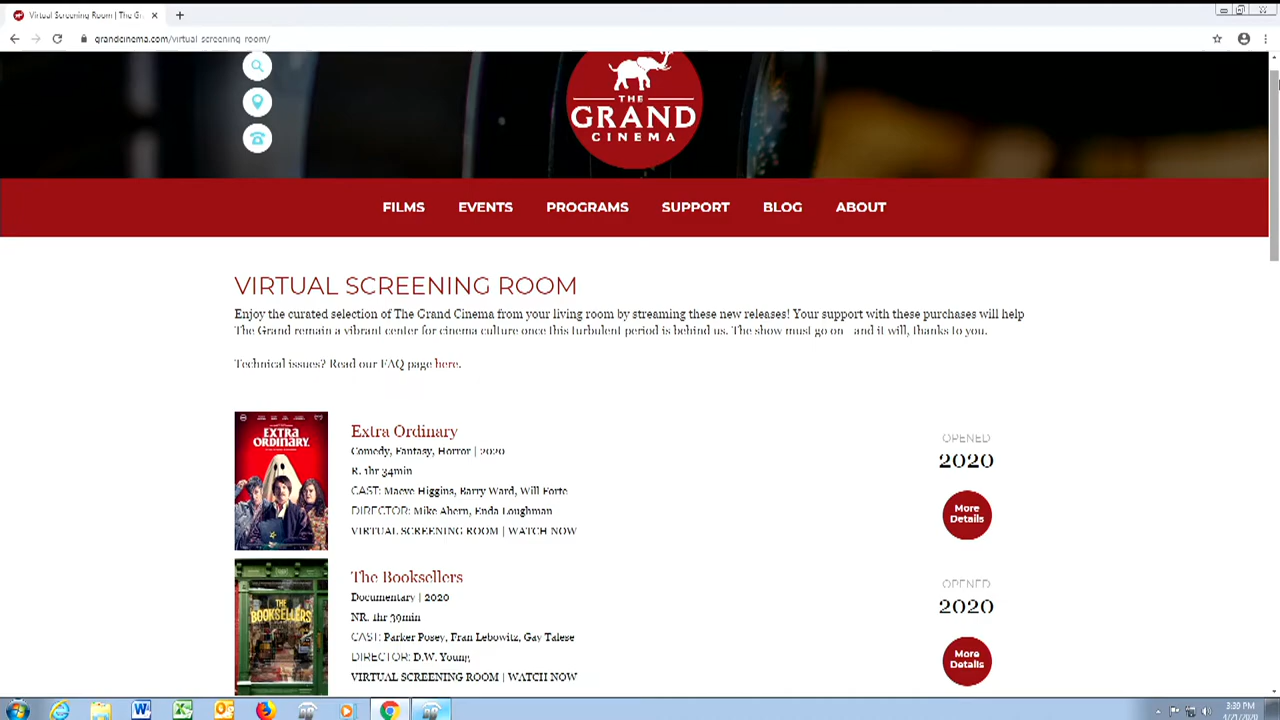 Virtual Screening Room | The Gr
grandcinema.com/virtual-screening-room/
THE
GRAND
CINEMA
FILMS
EVENTS
PROGRAMS
SUPPORT
BLOG
ABOUT
VIRTUAL SCREENING ROOM
Enjoy the curated selection of The Grand Cinema from your living room by streaming these new releases! Your support with these purchases will help
The Grand remain a vibrant center for cinema culture once this turbulent period is behind us. The show must go on and it will, thanks to you.
Technical issues? Read our FAQ page here.
EXTRA
ORDINARY.
Extra Ordinary
Comedy, Fantasy, Horror | 2020
R. 1hr 34min
CAST: Maeve Higgins, Barry Ward, Will Forte
DIRECTOR: Mike Ahern, Enda Loughman
VIRTUAL SCREENING ROOM | WATCH NOW
OPENED
2020
More
Details
THE
BOOKSELLERS
The Booksellers
Documentary | 2020
NR. 1hr 39min
CAST: Parker Posey, Fran Lebowitz, Gay Talese
DIRECTOR: D.W. Young
VIRTUAL SCREENING ROOM | WATCH NOW
OPENED
2020
More
Details
3:39 PM
4/21/2020